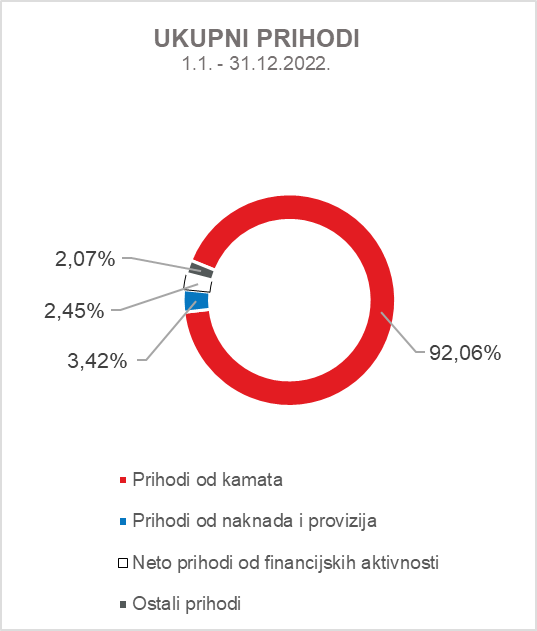 UKUPNI PRIHODI
1.1. - 31.12.2022.
2,07%
2,45%
3,42%
92,06%
Prihodi od kamata
Prihodi od naknada i provizija
Neto prihodi od financijskih aktivnosti
Ostali prihodi